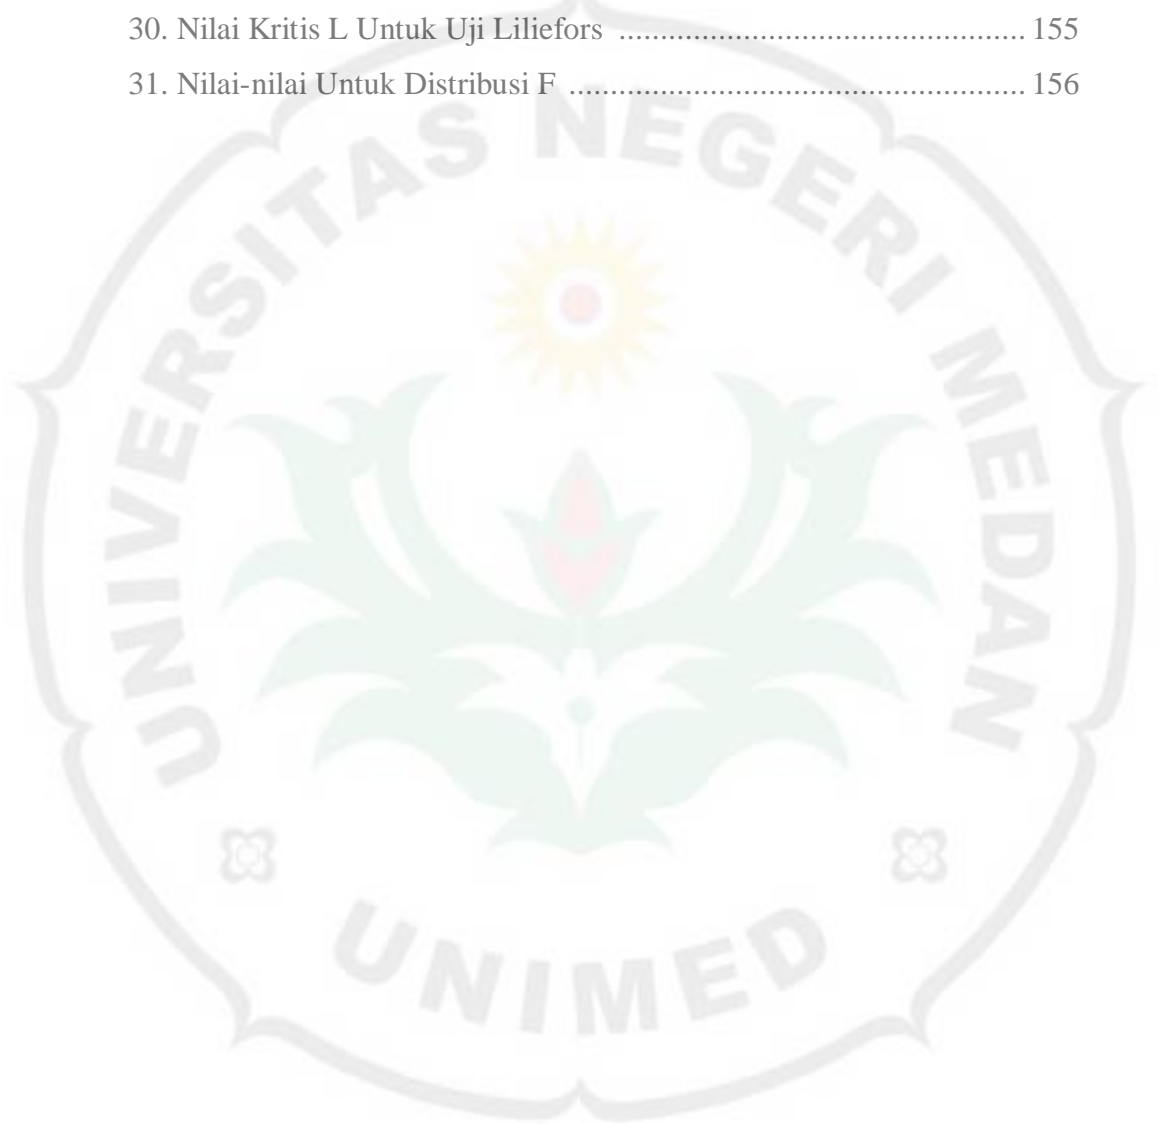 30. Nilai Kritis L Untuk Uji Liliefors ................................................. 155
31. Nilai-nilai Untuk Distribusi F ....................................................... 156
UNIVERSITAS NEGERI MEDAN
UNIMED